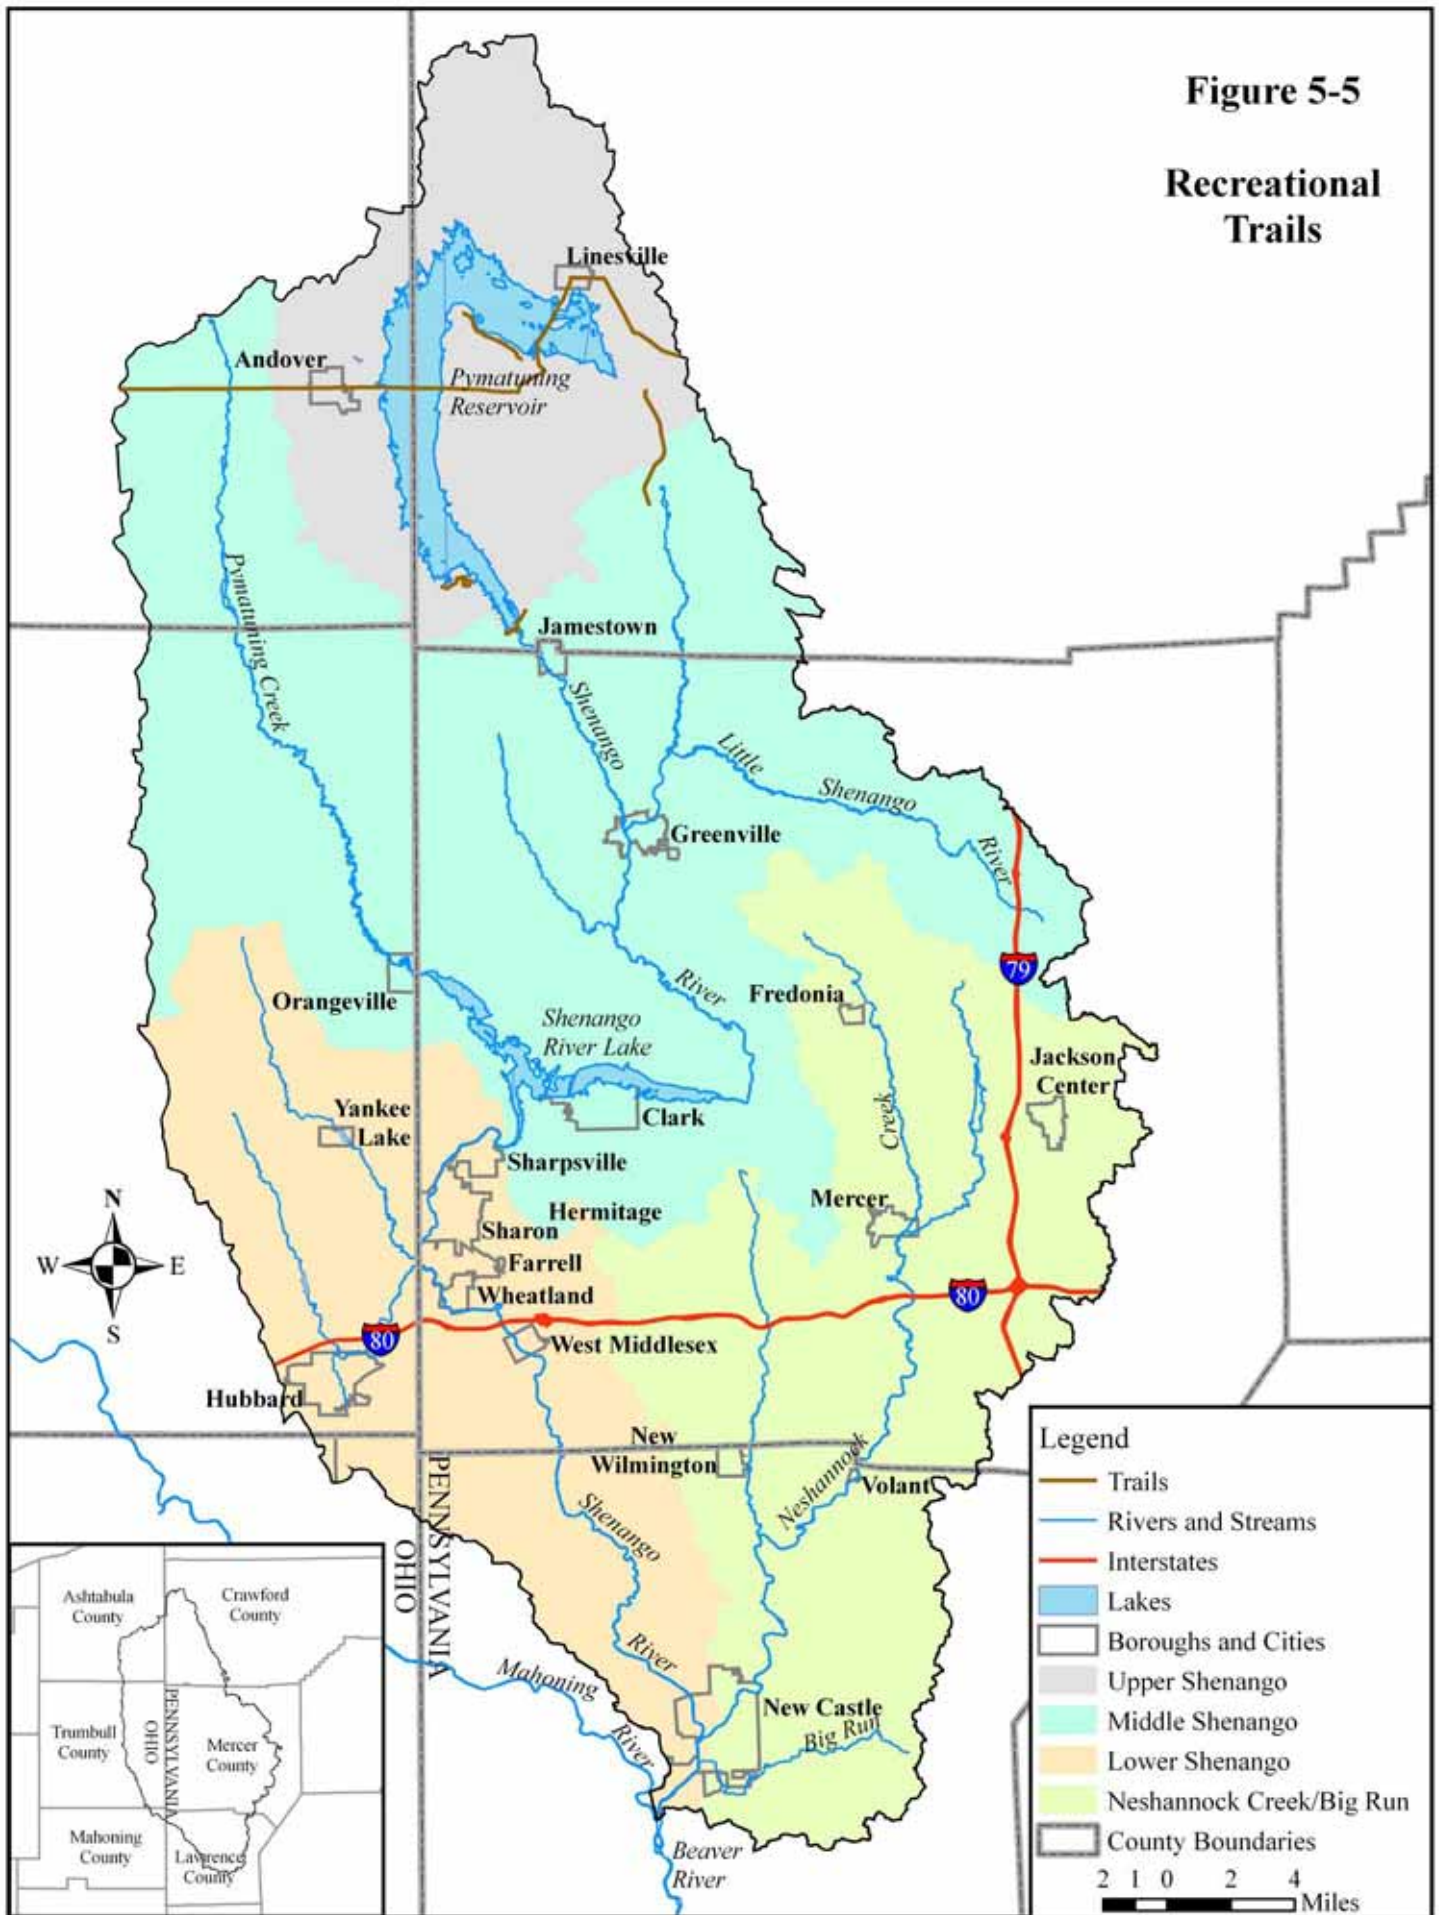 Figure 5-5
Recreational
Trails
Linesville
Andover
Pymatuning
Reservoir
Pymatuning Creek
Jamestown
Shenango
Little
Shenango
River
Greenville
79
Orangeville
River
Fredonia
Shenango
River Lake
Jackson
Center
Yankee
Lake
Clark
Creek
Sharpsville
Mercer
Hermitage
Sharon
Farrell
Wheatland
80
80
West Middlesex
Hubbard
New
Wilmington
Neshannock
Volant
PENNSYLVANIA
OHIO
Shenango
River
Mahoning
River
New Castle
Big Run
Beaver
River
N
W
E
S
Legend
Trails
Rivers and Streams
Interstates
Lakes
Boroughs and Cities
Upper Shenango
Middle Shenango
Lower Shenango
Neshannock Creek/Big Run
County Boundaries
2 1 0 2 4
Miles
Ashtabula
County
Crawford
County
Trumbull
County
OHIO
PENNSYLVANIA
Mercer
County
Mahoning
County
Lawrence
County